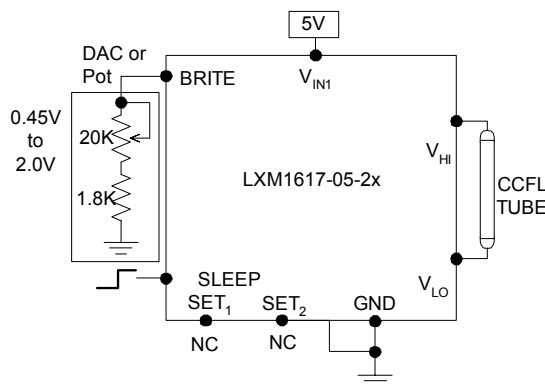 5V
DAC or
Pot
BRITE
V_IN1
0.45V
to
2.0V
20K
1.8K
V_HI
LXM1617-05-2x
CCFL
TUBE
SLEEP
V_LO
SET_1
SET_2
GND
NC
NC